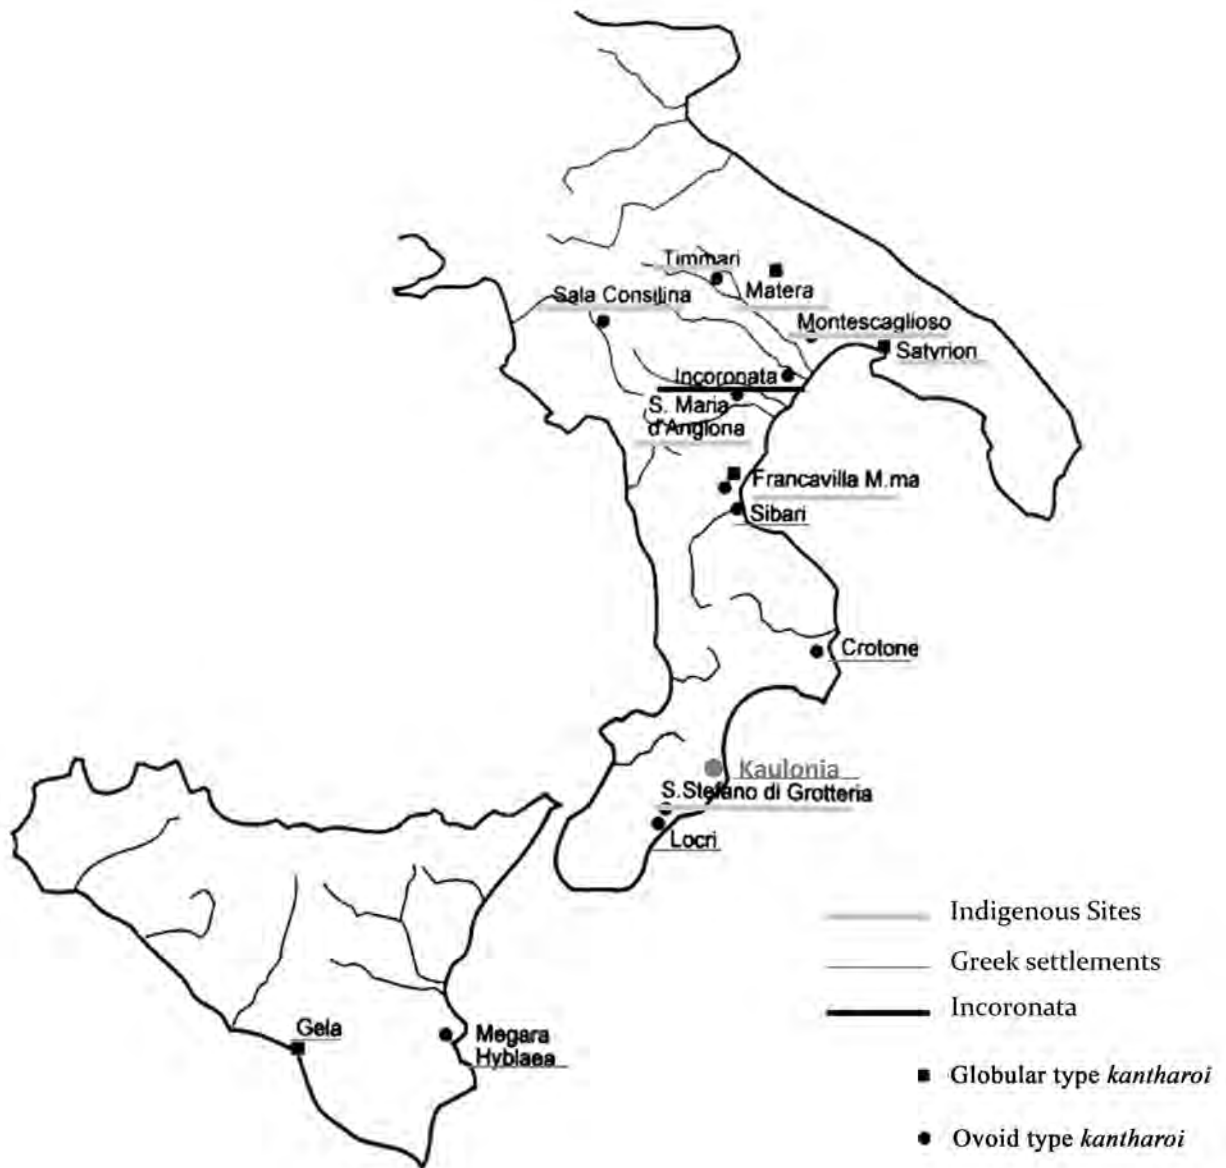 Timmari
Matera
Sala Consilina
Montescaglioso
Satyrion
Incoronata
S. Maria
d'Anglona
Francavilla M.ma
Sibari
Crotone
Kaulonia
S.Stefano di Grotteria
Locri
Indigenous Sites
Greek settlements
Incoronata
Gela
Megara
Hyblaea
Globular type kantharoi
Ovoid type kantharoi